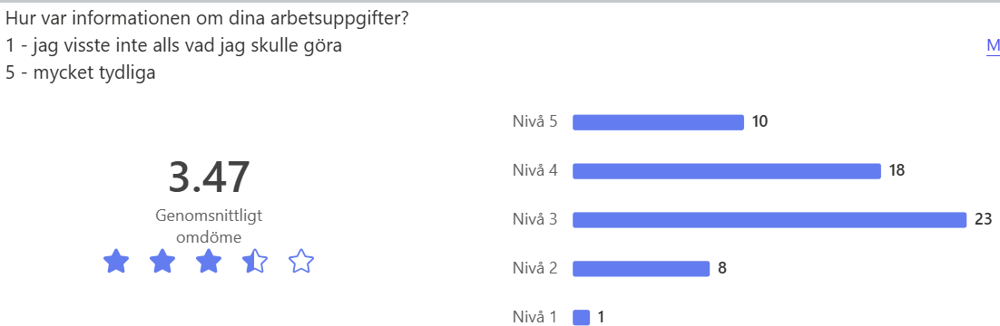 Hur var informationen om dina arbetsuppgifter?
1 - jag visste inte alls vad jag skulle göra
5 - mycket tydliga
M
3.47
Genomsnittligt
omdöme
Nivå 5 10
Nivå 4 18
Nivå 3 23
Nivå 2 8
Nivå 1 1